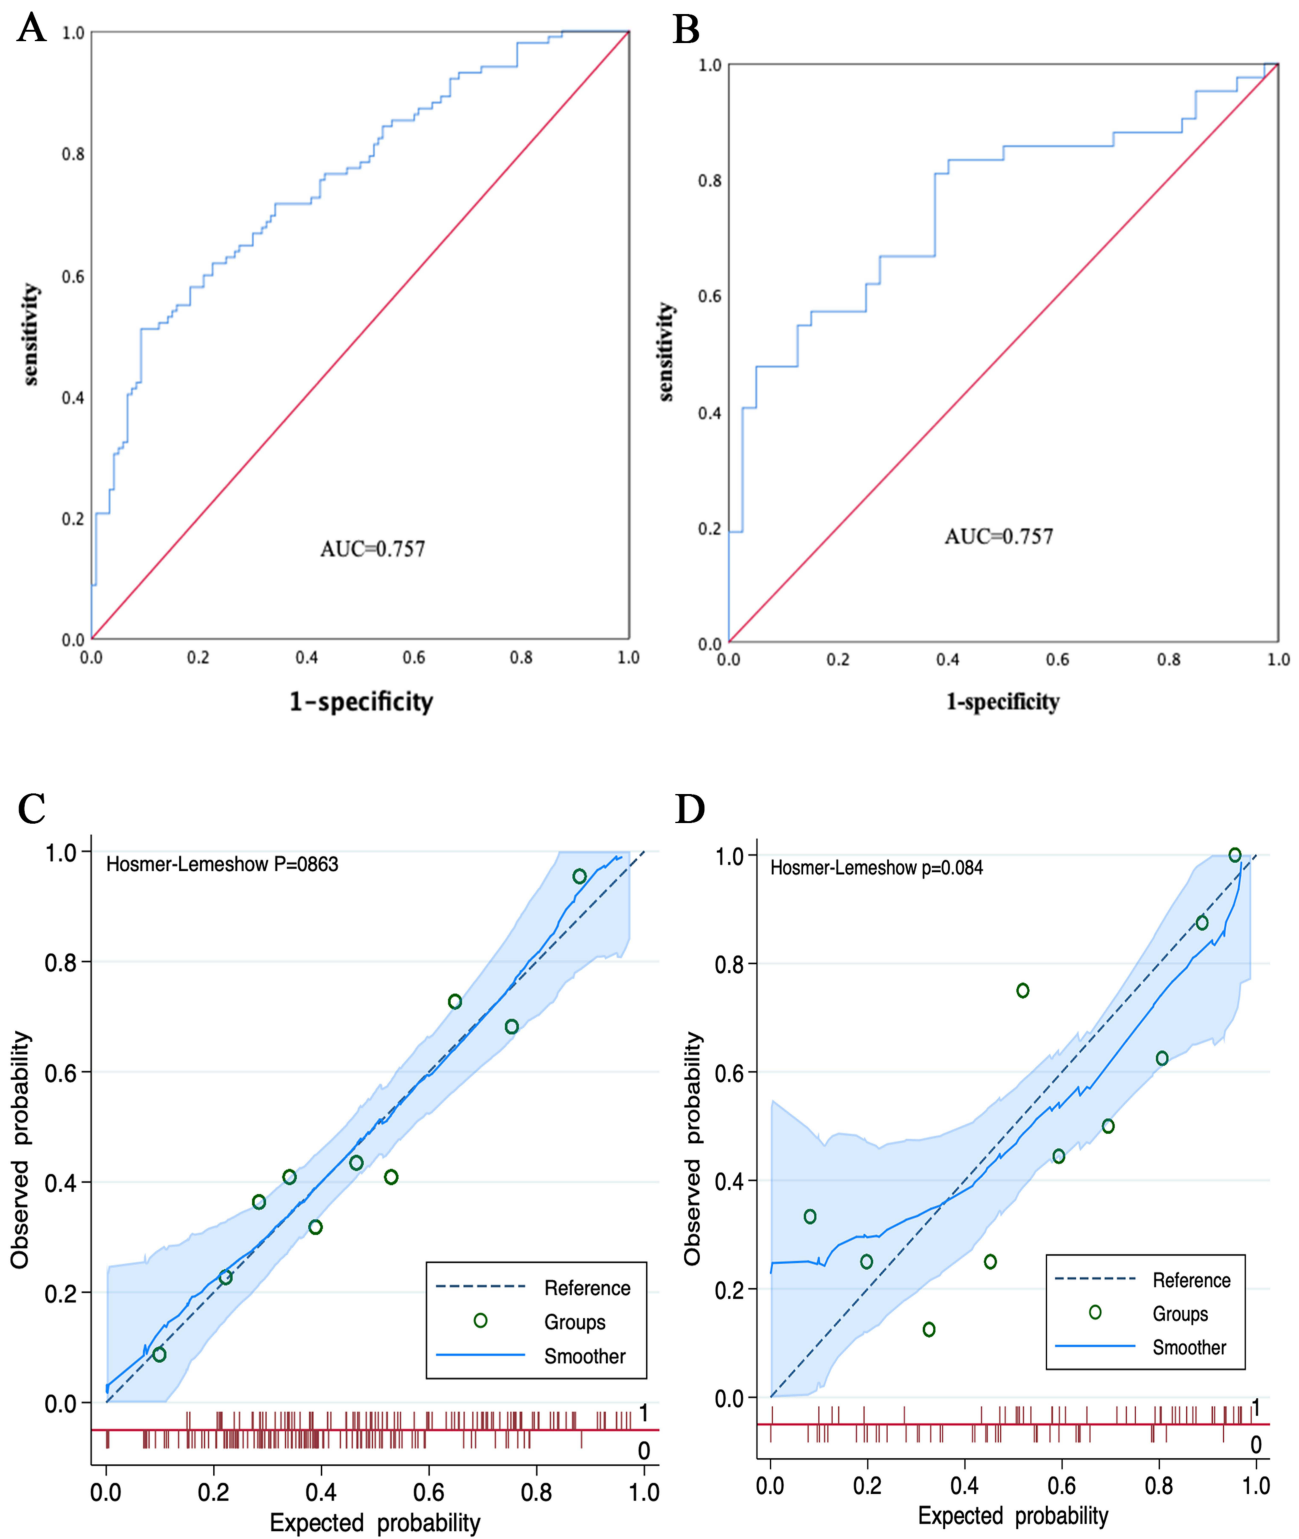 A
1.0
0.8
0.6
0.4
0.2
0.0
sensitivity
AUC=0.757
0.0 0.2 0.4 0.6 0.8 1.0
1-specificity
B
1.0
0.8
0.6
0.4
0.2
0.0
sensitivity
AUC=0.757
0.0 0.2 0.4 0.6 0.8 1.0
1-specificity
C
Hosmer-Lemeshow P=0863
1.0
0.8
0.6
0.4
0.2
0.0
Observed probability
Reference
Groups
Smoother
1
0
0.0 0.2 0.4 0.6 0.8 1.0
Expected probability
D
Hosmer-Lemeshow p=0.084
1.0
0.8
0.6
0.4
0.2
0.0
Observed probability
Reference
Groups
Smoother
1
0
0.0 0.2 0.4 0.6 0.8 1.0
Expected probability